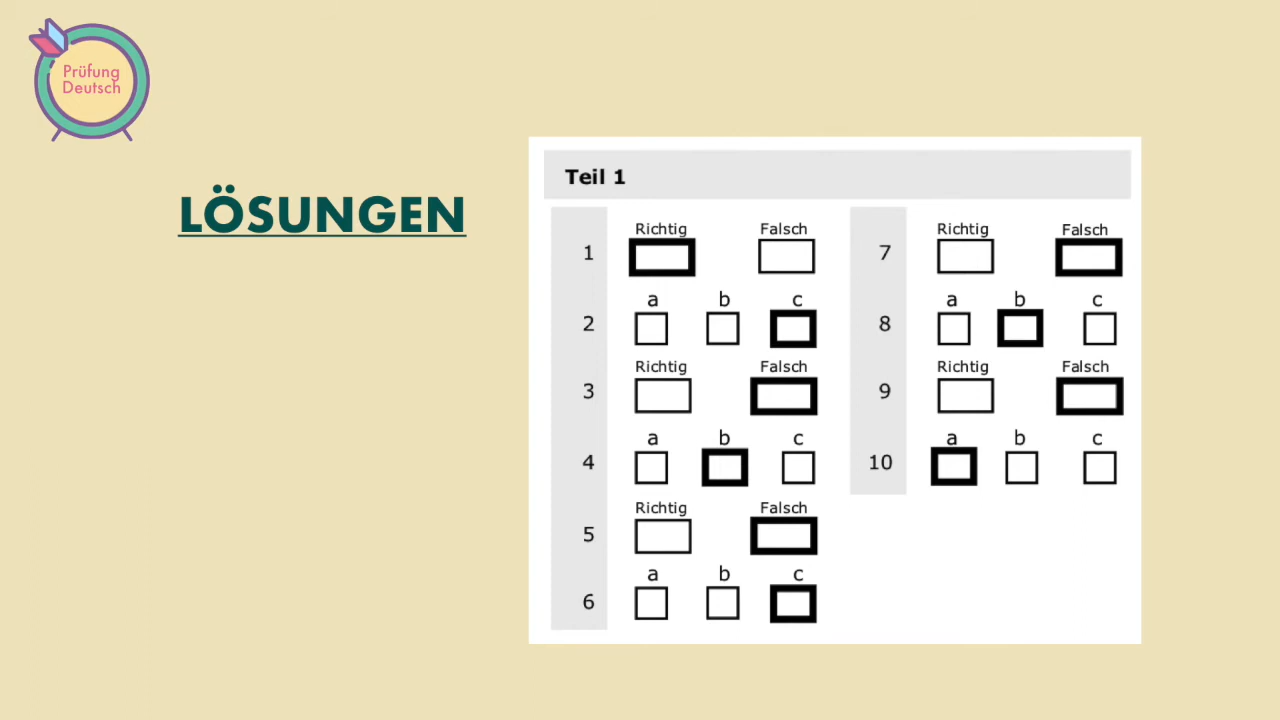 Prüfung
Deutsch
LÖSUNGEN
Teil 1
Richtig Falsch
1
a b c
2
Richtig Falsch
3
a b c
4
Richtig Falsch
5
a b c
6
Richtig Falsch
7
a b c
8
Richtig Falsch
9
a b c
10